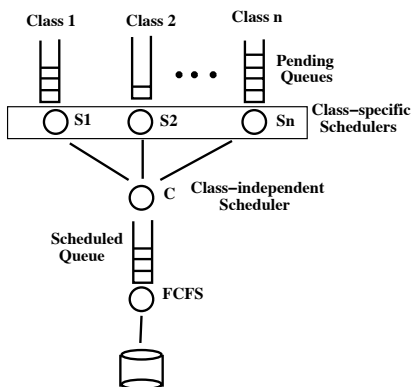 Class 1 Class 2 Class n
Pending
Queues
Class-specific
Schedulers
S1 S2 Sn
C
Class-independent
Scheduler
Scheduled
Queue
FCFS